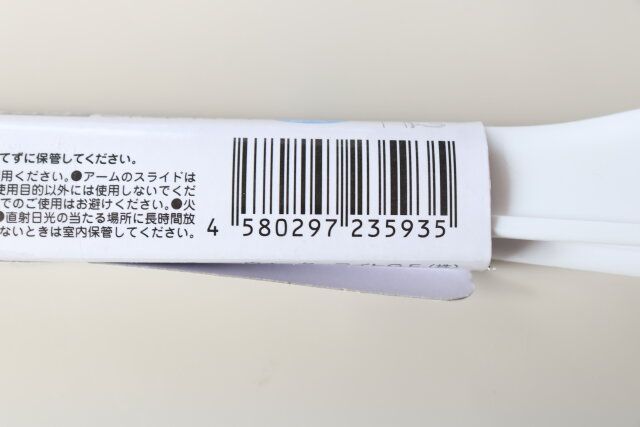 てずに保管してください。
用ください。●アームのスライドは
使用目的以外には使用しないでくだ
でのご使用はお避けください。●火
●直射日光の当たる場所に長時間放
ないときは室内保管してください。
4 580297 235935